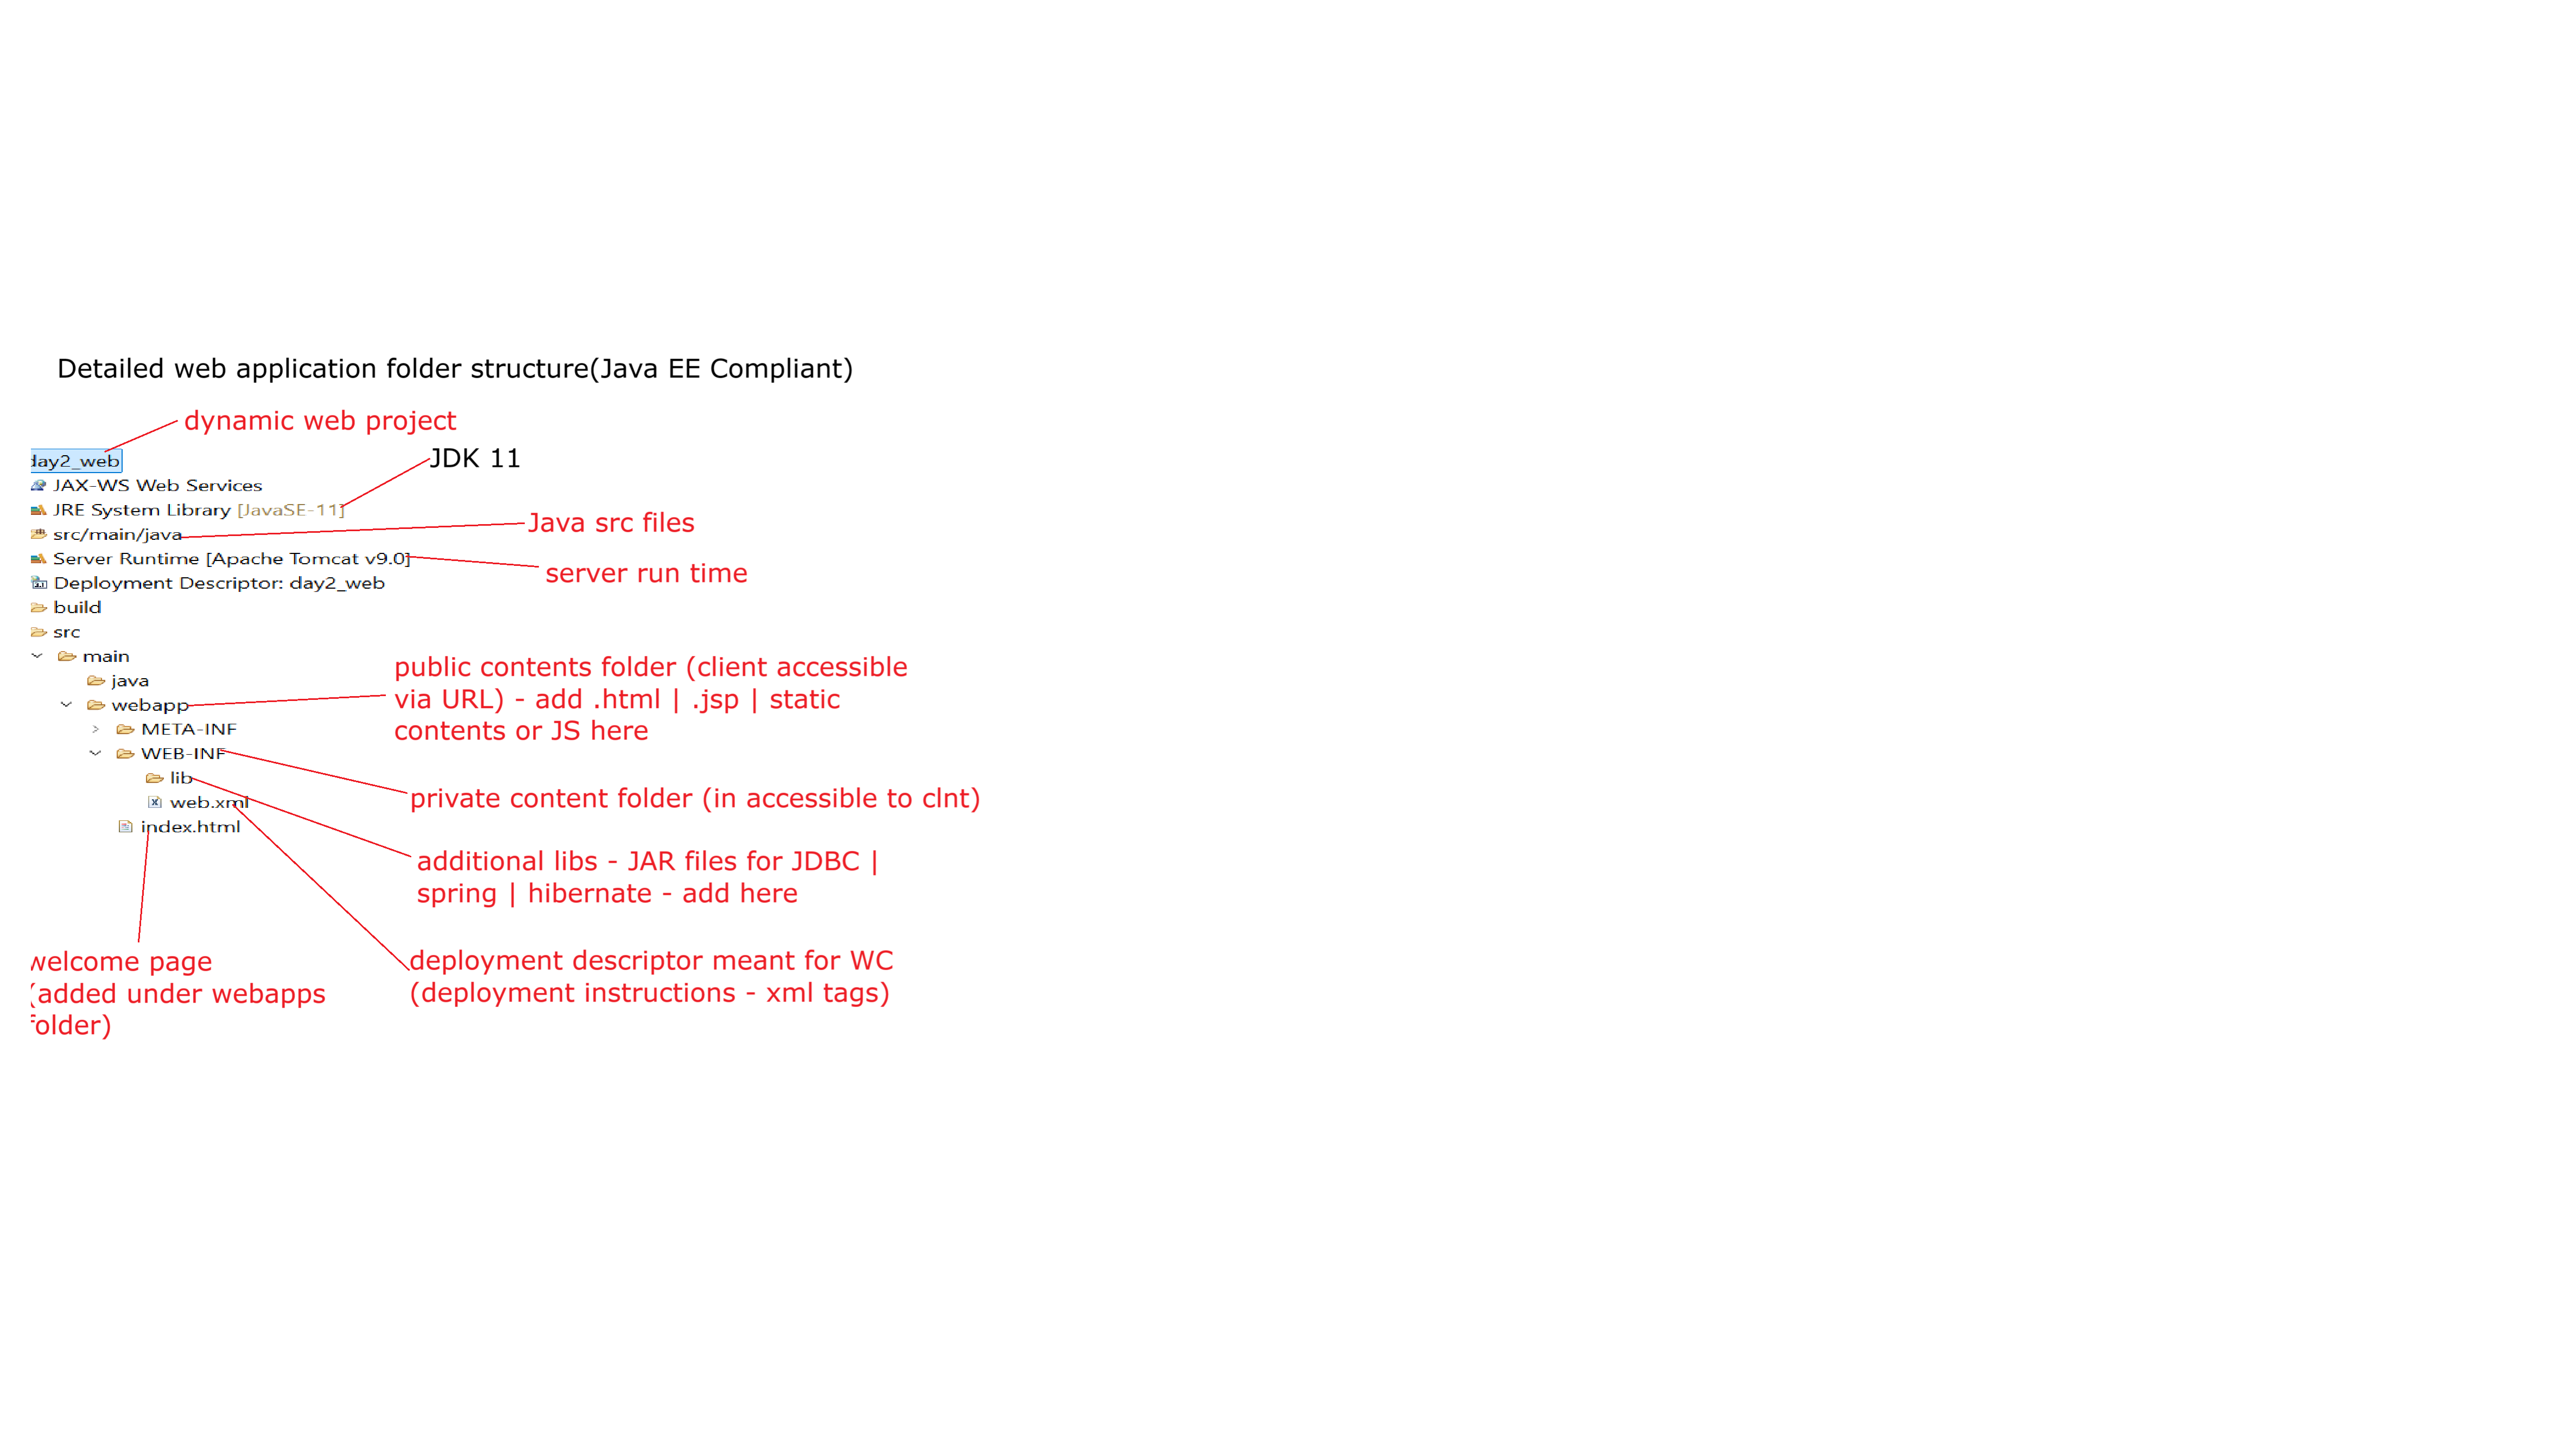 Detailed web application folder structure(Java EE Compliant)
dynamic web project
day2_web
JDK 11
JAX-WS Web Services
JRE System Library [JavaSE-11]
src/main/java
Java src files
Server Runtime [Apache Tomcat v9.0]
server run time
Deployment Descriptor: day2_web
build
src
main
java
webapp
public contents folder (client accessible
via URL) - add .html | .jsp | static
contents or JS here
META-INF
WEB-INF
lib
web.xml
index.html
private content folder (in accessible to clnt)
additional libs - JAR files for JDBC |
spring | hibernate - add here
welcome page
(added under webapps
folder)
deployment descriptor meant for WC
(deployment instructions - xml tags)